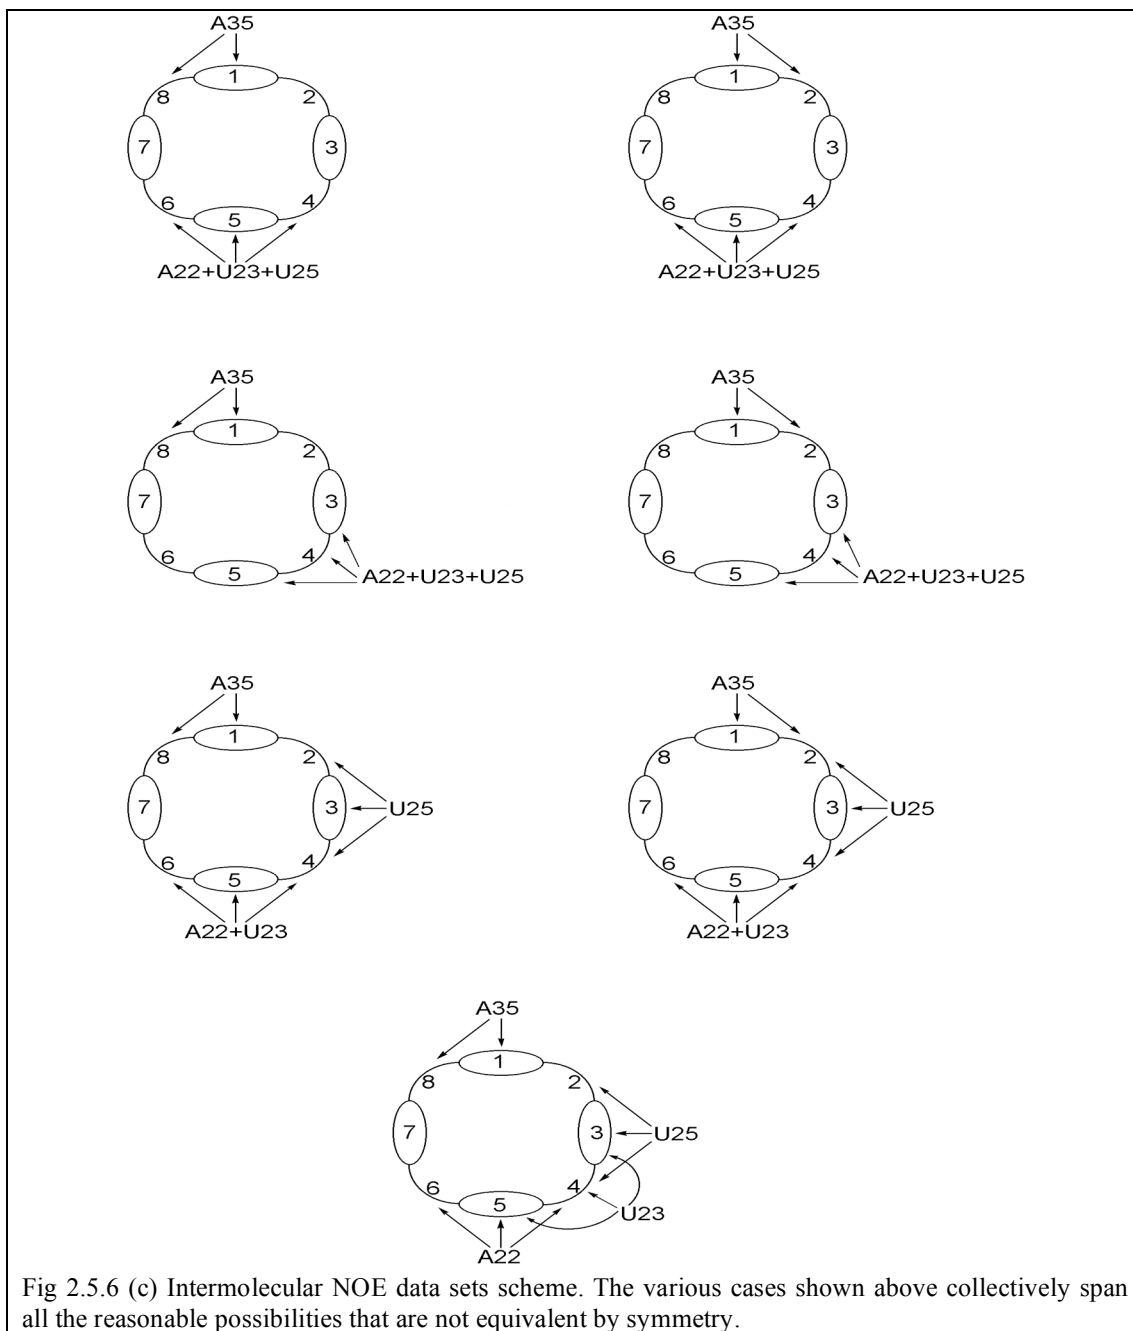 A35 A35
1 1
8 2 8 2
7 3 7 3
6 4 6 4
5 5
A22+U23+U25 A22+U23+U25
A35 A35
1 1
8 2 8 2
7 3 7 3
6 4 6 4
5 5
A22+U23+U25 A22+U23+U25
A35 A35
1 1
8 2 8 2
7 3 U25 7 3 U25
6 4 6 4
5 5
A22+U23 A22+U23
A35
1
8 2
7 3 U25
6 4
5
U23
A22
Fig 2.5.6 (c) Intermolecular NOE data sets scheme. The various cases shown above collectively span
all the reasonable possibilities that are not equivalent by symmetry.